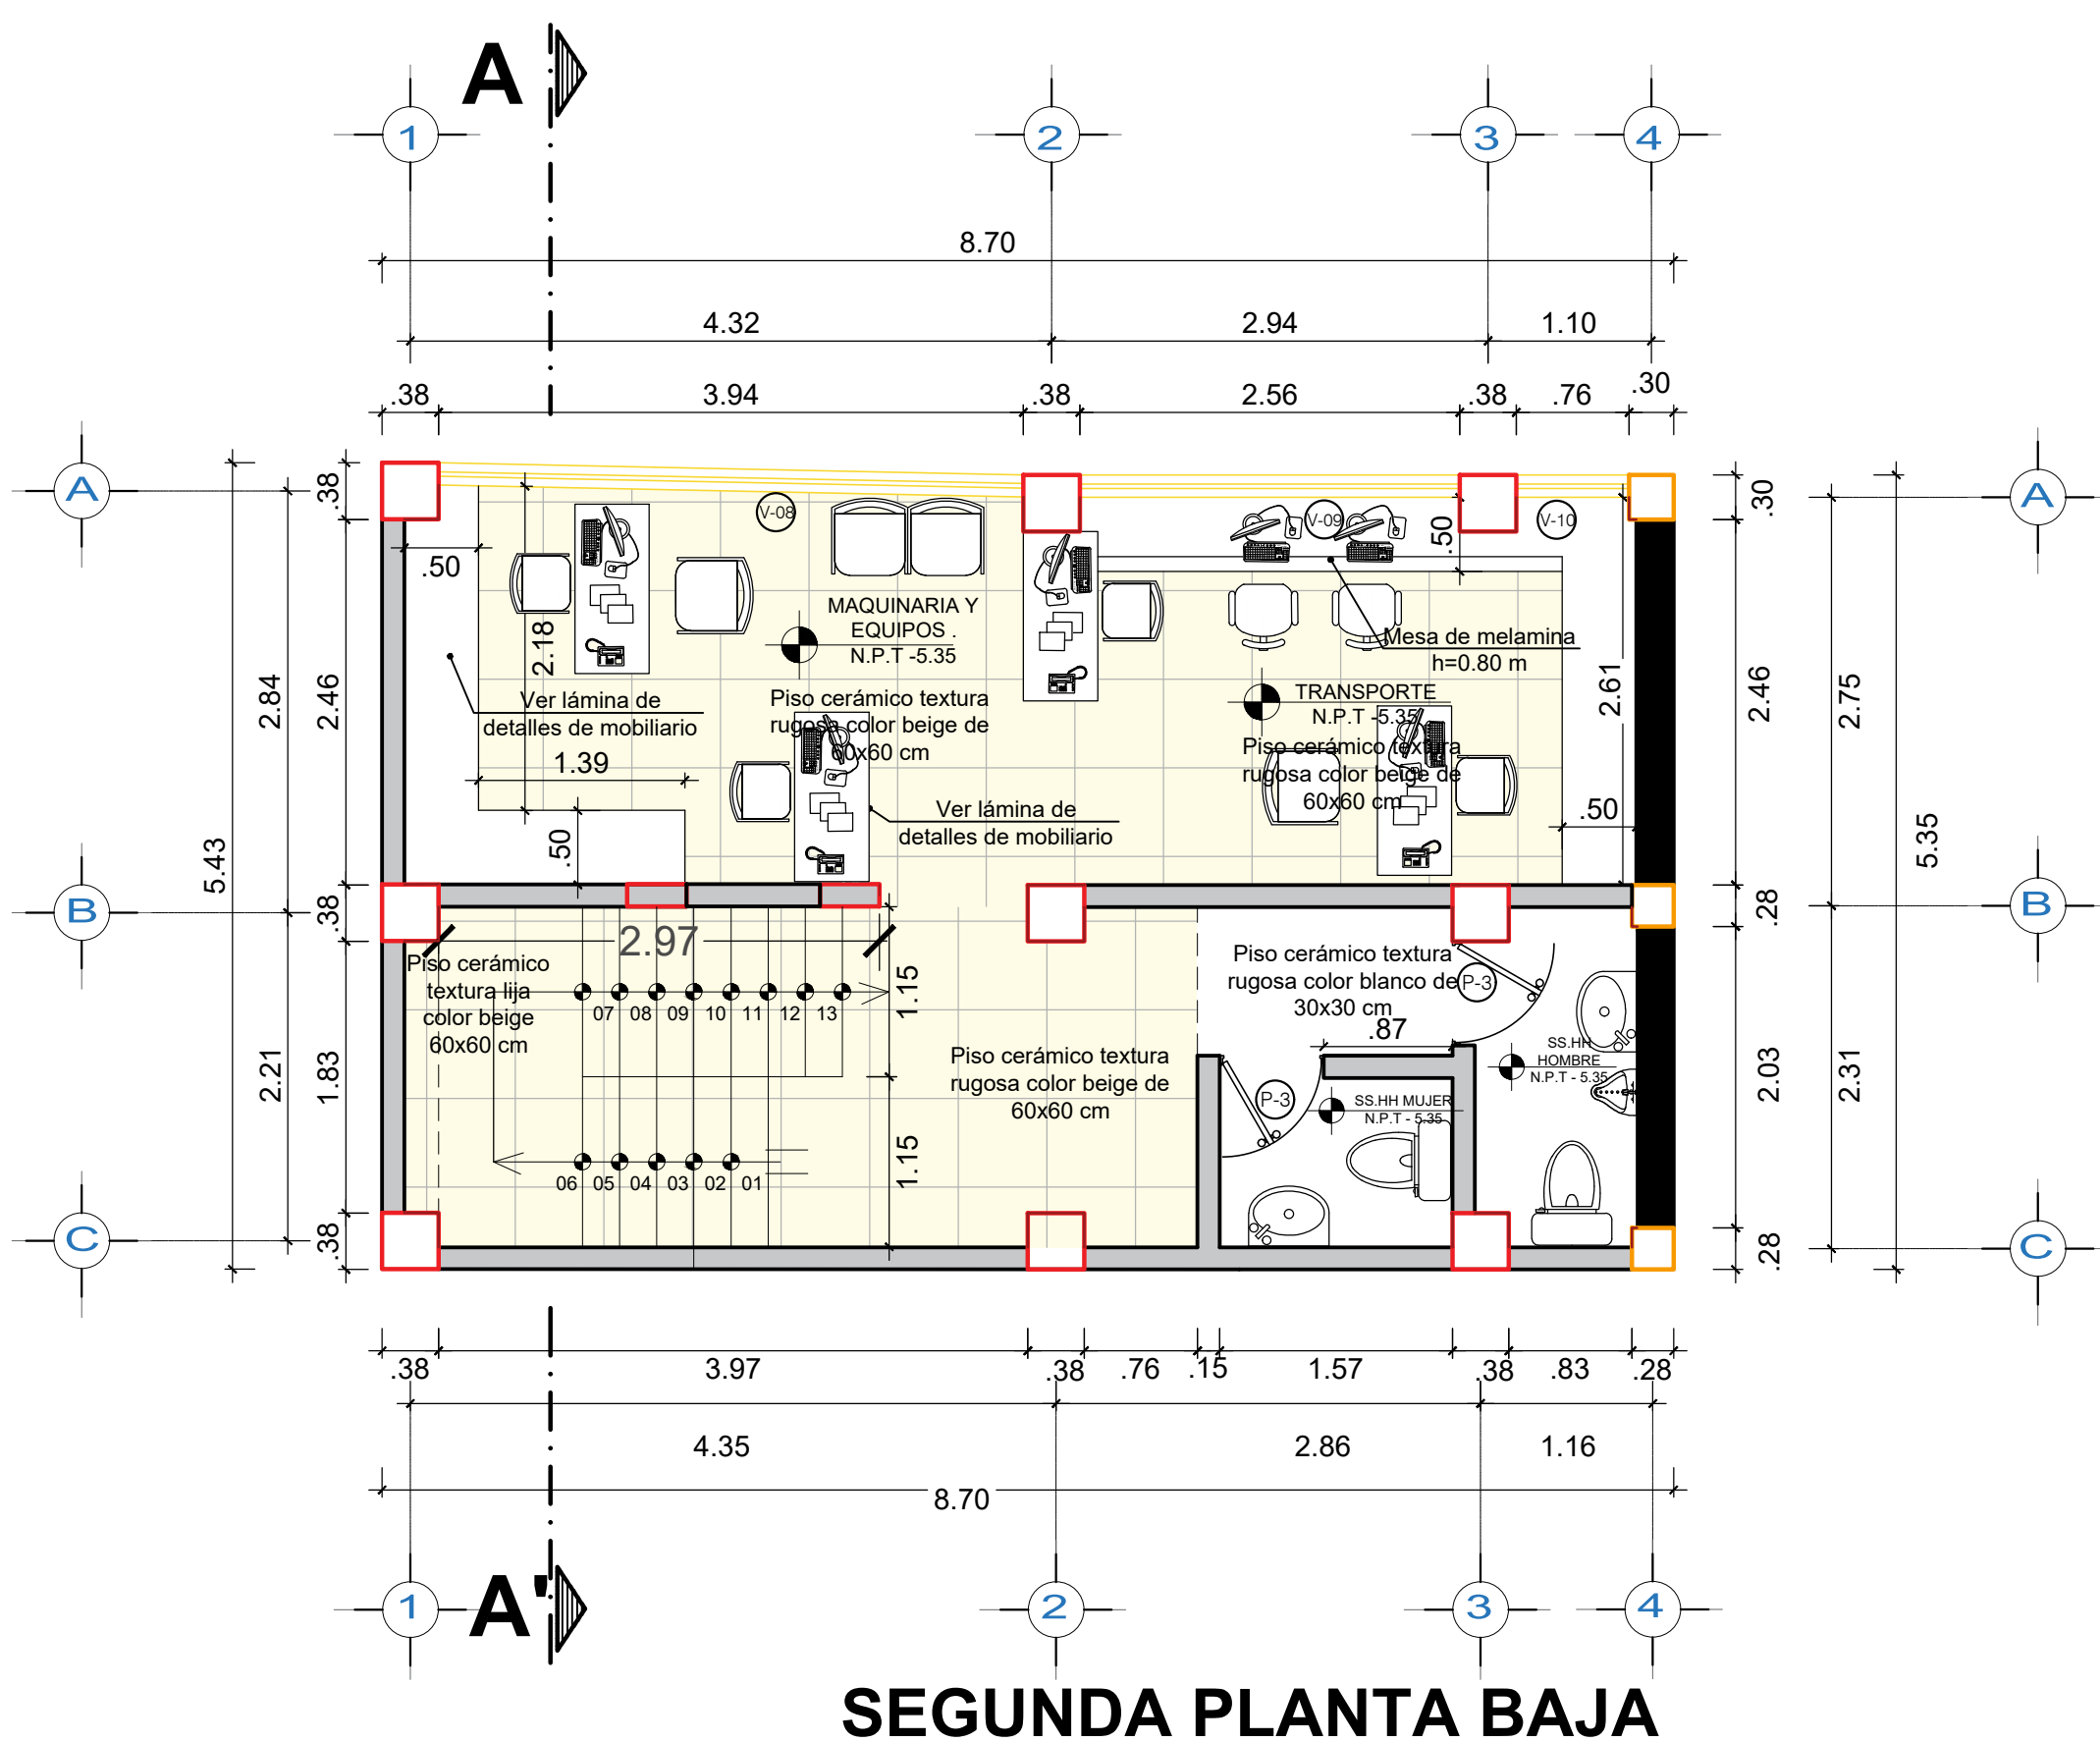 A
1
2
3
4
8.70
4.32
2.94
1.10
.38
3.94
.38
2.56
.38
.76
.30
A
A
.38
.30
V-08
V-09
V-10
.50
.50
MAQUINARIA Y
EQUIPOS .
N.P.T -5.35
2.18
Mesa de melamina
h=0.80 m
2.84
2.46
2.61
2.46
2.75
Ver lámina de
detalles de mobiliario
Piso cerámico textura
rugosa color beige de
60x60 cm
TRANSPORTE
N.P.T -5.35
Piso cerámico textura
rugosa color beige de
60x60 cm
1.39
.50
Ver lámina de
detalles de mobiliario
.50
5.43
5.35
B
B
.38
.28
2.97
Piso cerámico
textura lija
color beige
60x60 cm
1.15
07 08 09 10 11 12 13
Piso cerámico textura
rugosa color blanco de
30x30 cm
P-3
.87
SS.HH
HOMBRE
N.P.T - 5.35
2.21
1.83
2.03
2.31
Piso cerámico textura
rugosa color beige de
60x60 cm
P-3
SS.HH MUJER
N.P.T - 5.35
1.15
06 05 04 03 02 01
C
C
.38
.28
.38
3.97
.38
.76
.15
1.57
.38
.83
.28
4.35
2.86
1.16
8.70
1
A'
2
3
4
SEGUNDA PLANTA BAJA